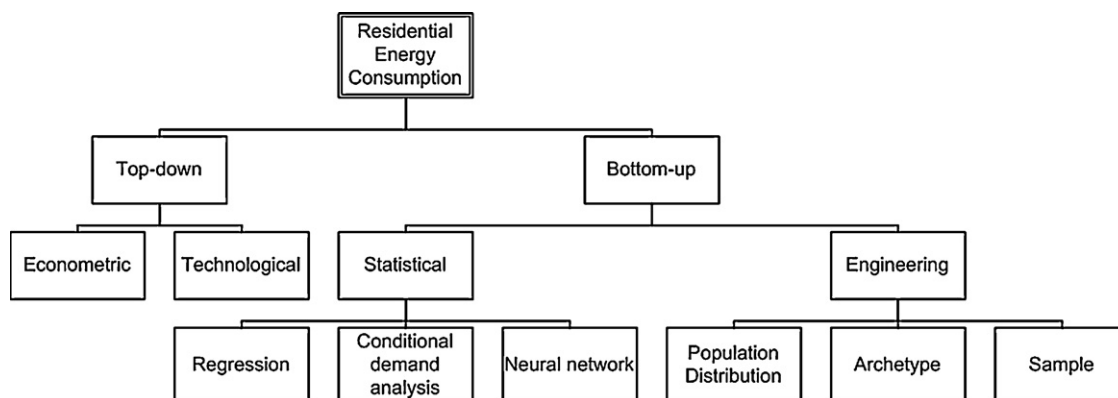 Residential
Energy
Consumption
Top-down
Bottom-up
Econometric
Technological
Statistical
Engineering
Regression
Conditional
demand
analysis
Neural network
Population
Distribution
Archetype
Sample